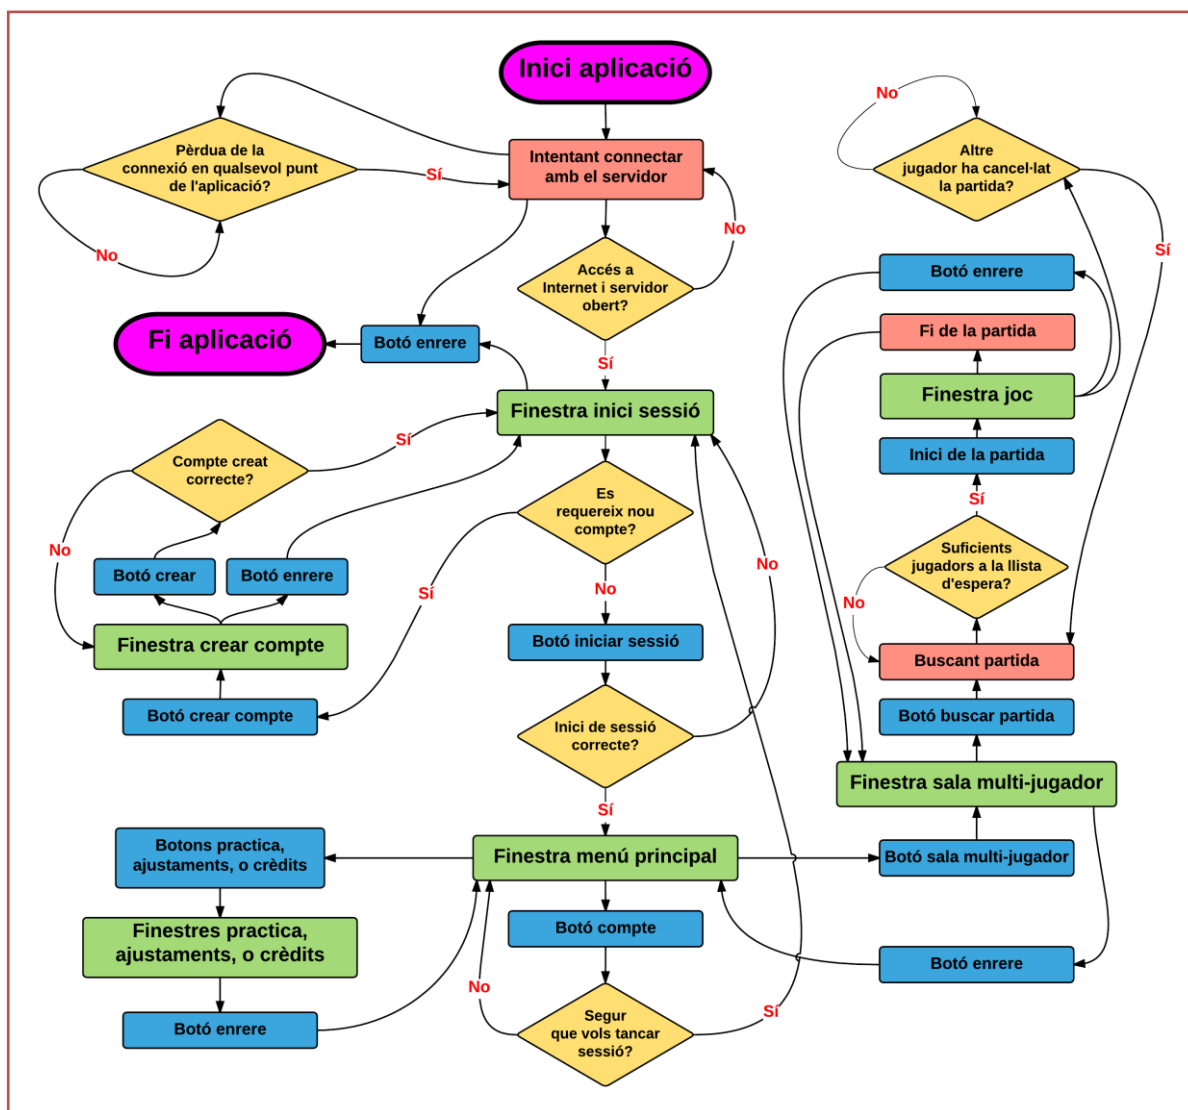 Inici aplicació
No
Pèrdua de la
connexió en qualsevol punt
de l'aplicació?
Sí
No
Intentant connectar
amb el servidor
No
Accés a
Internet i servidor
obert?
Sí
Fi aplicació
Botó enrere
Altre
jugador ha cancel·lat
la partida?
Sí
Botó enrere
Fi de la partida
Finestra joc
Inici de la partida
Sí
Suficients
jugadors a la llista
d'espera?
No
Buscant partida
Botó buscar partida
Finestra sala multi-jugador
Botó sala multi-jugador
Botó enrere
Finestra inici sessió
Sí
Compte creat
correcte?
No
Botó crear
Botó enrere
Finestra crear compte
Botó crear compte
Es
requereix nou
compte?
Sí
No
No
Botó iniciar sessió
Inici de sessió
correcte?
Sí
Finestra menú principal
Botons practica,
ajustaments, o crèdits
Finestres practica,
ajustaments, o crèdits
Botó enrere
Botó compte
No
Segur
que vols tancar
sessió?
Sí